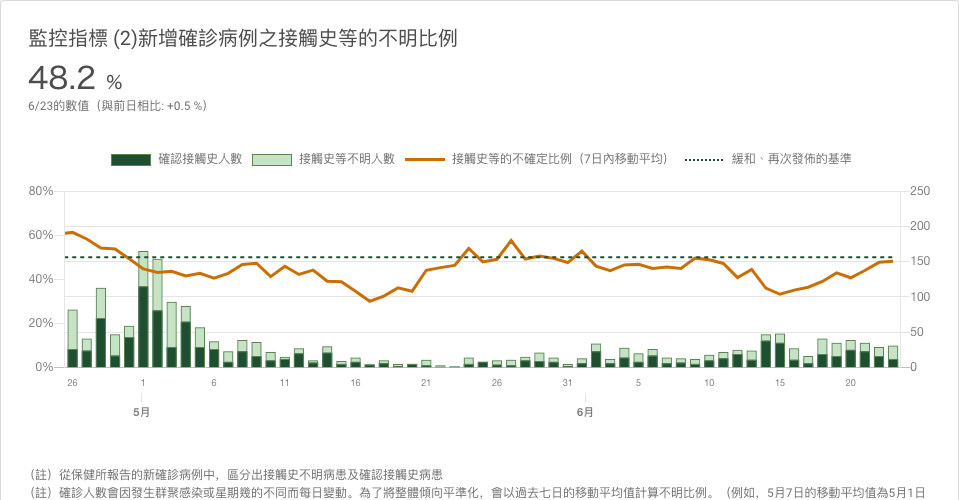 監控指標 (2)新增確診病例之接觸史等的不明比例
48.2 %
6/23的數值（與前日相比: +0.5 %）
確認接觸史人數 接觸史等不明人數 接觸史等的不確定比例（7日內移動平均） 緩和、再次發佈的基準
80% 250
200
60%
150
40%
100
20%
50
0% 0
26 1 6 11 16 21 26 31 5 10 15 20
5月 6月
（註）從保健所報告的新確診病例中，區分出接觸史不明病患及確認接觸史病患
（註）確診人數會因發生群聚感染或星期幾的不同而每日變動。為了將整體傾向平準化，會以過去七日的移動平均值計算不明比例。（例如，5月7日的移動平均值為5月1日